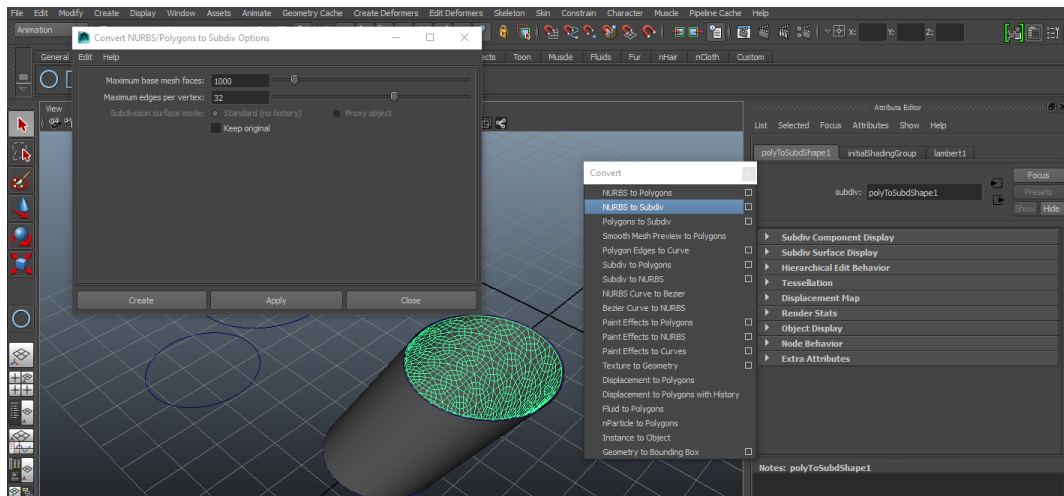 File Edit Modify Create Display Window Assets Animate Geometry Cache Create Deformers Edit Deformers Skeleton Skin Constrain Character Muscle Pipeline Cache Help
Animation
X: Y: Z:
Convert NURBS/Polygons to Subdiv Options
General
Toon Muscle Fluids Fur nHair nCloth Custom
Edit Help
Maximum base mesh faces: 1000
Maximum edges per vertex: 32
Subdivision surface mode: Standard (no history) Proxy object
Keep original
Create Apply Close
View
Convert
NURBS to Polygons
NURBS to Subdiv
Polygons to Subdiv
Smooth Mesh Preview to Polygons
Polygon Edges to Curve
Subdiv to Polygons
Subdiv to NURBS
NURBS Curve to Bezier
Bezier Curve to NURBS
Paint Effects to Polygons
Paint Effects to NURBS
Paint Effects to Curves
Texture to Geometry
Displacement to Polygons
Displacement to Polygons with History
Fluid to Polygons
nParticle to Polygons
Instance to Object
Geometry to Bounding Box
Attribute Editor
List Selected Focus Attributes Show Help
polyToSubdShape1 initialShadingGroup lambert1
subdiv: polyToSubdShape1
Focus
Presets
Show Hide
Subdiv Component Display
Subdiv Surface Display
Hierarchical Edit Behavior
Tessellation
Displacement Map
Render Stats
Object Display
Node Behavior
Extra Attributes
Notes: polyToSubdShape1